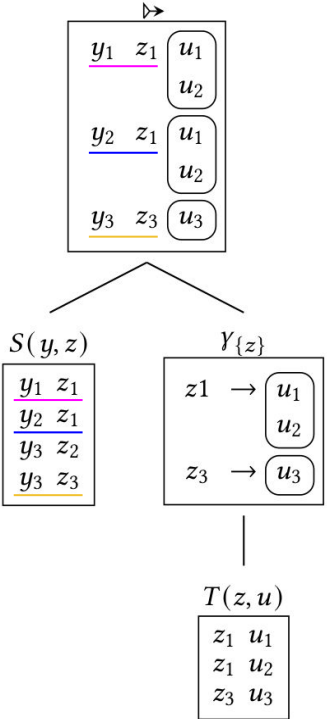 y₁ z₁ u₁
u₂
y₂ z₁ u₁
u₂
y₃ z₃ u₃
S(y, z)
y₁ z₁
y₂ z₁
y₃ z₂
y₃ z₃
γ{z}
z1 → u₁
u₂
z₃ → u₃
T(z, u)
z₁ u₁
z₁ u₂
z₃ u₃